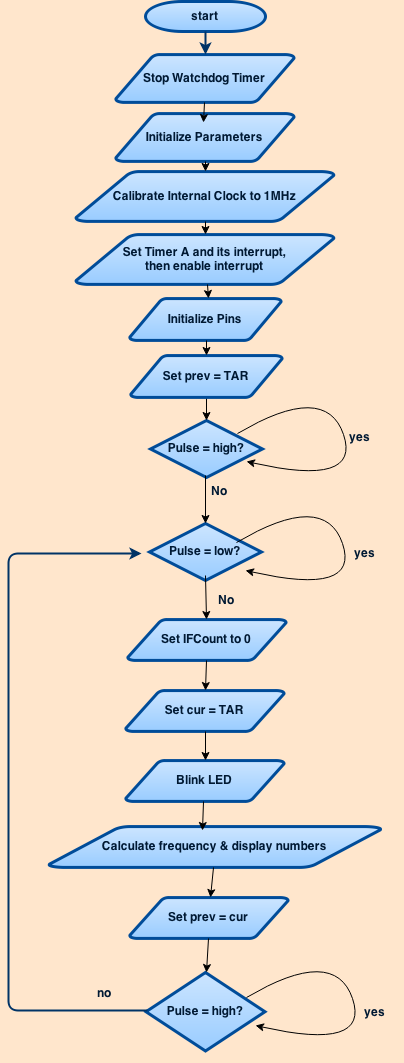 start
Stop Watchdog Timer
Initialize Parameters
Calibrate Internal Clock to 1MHz
Set Timer A and its interrupt,
then enable interrupt
Initialize Pins
Set prev = TAR
Pulse = high?
yes
No
Pulse = low?
yes
No
Set IFCount to 0
Set cur = TAR
Blink LED
Calculate frequency & display numbers
Set prev = cur
no
Pulse = high?
yes